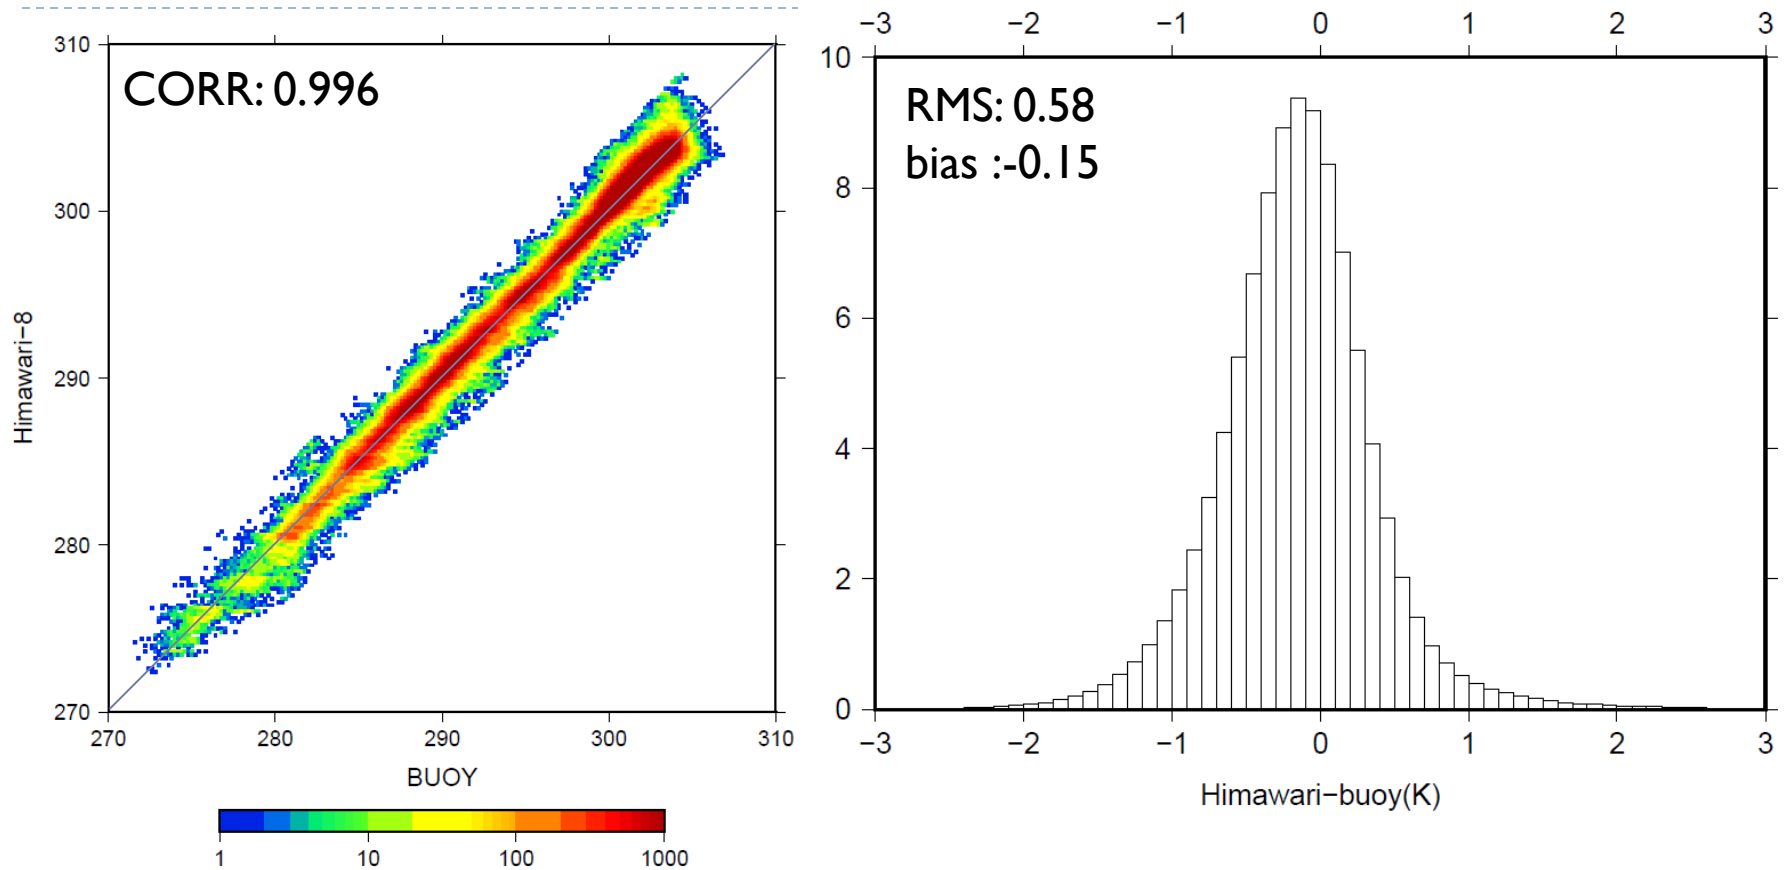 CORR: 0.996
310
300
290
280
270
Himawari−8
270 280 290 300 310
BUOY
1 10 100 1000
−3 −2 −1 0 1 2 3
RMS: 0.58
bias :-0.15
10
8
6
4
2
0
−3 −2 −1 0 1 2 3
Himawari−buoy(K)